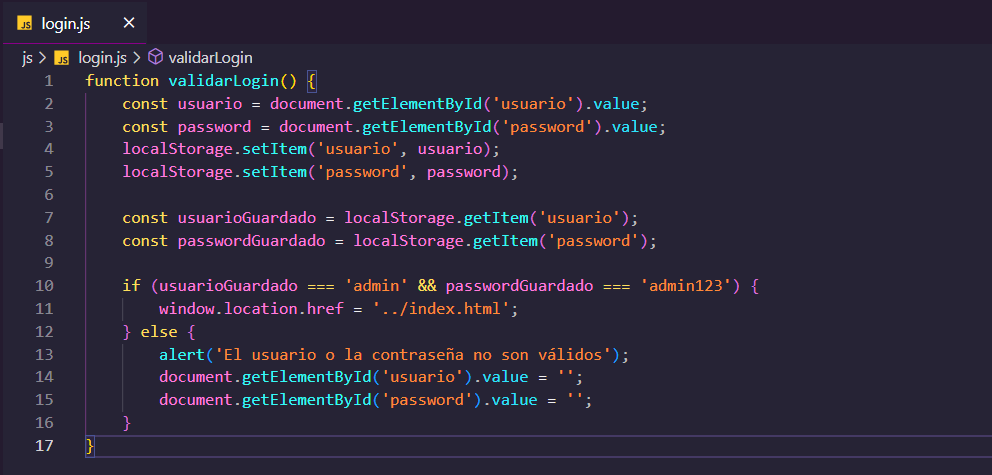 JS login.js ×
js > JS login.js > validarLogin
1 function validarLogin() {
2     const usuario = document.getElementById('usuario').value;
3     const password = document.getElementById('password').value;
4     localStorage.setItem('usuario', usuario);
5     localStorage.setItem('password', password);
6
7     const usuarioGuardado = localStorage.getItem('usuario');
8     const passwordGuardado = localStorage.getItem('password');
9
10     if (usuarioGuardado === 'admin' && passwordGuardado === 'admin123') {
11         window.location.href = '../index.html';
12     } else {
13         alert('El usuario o la contraseña no son válidos');
14         document.getElementById('usuario').value = '';
15         document.getElementById('password').value = '';
16     }
17 }